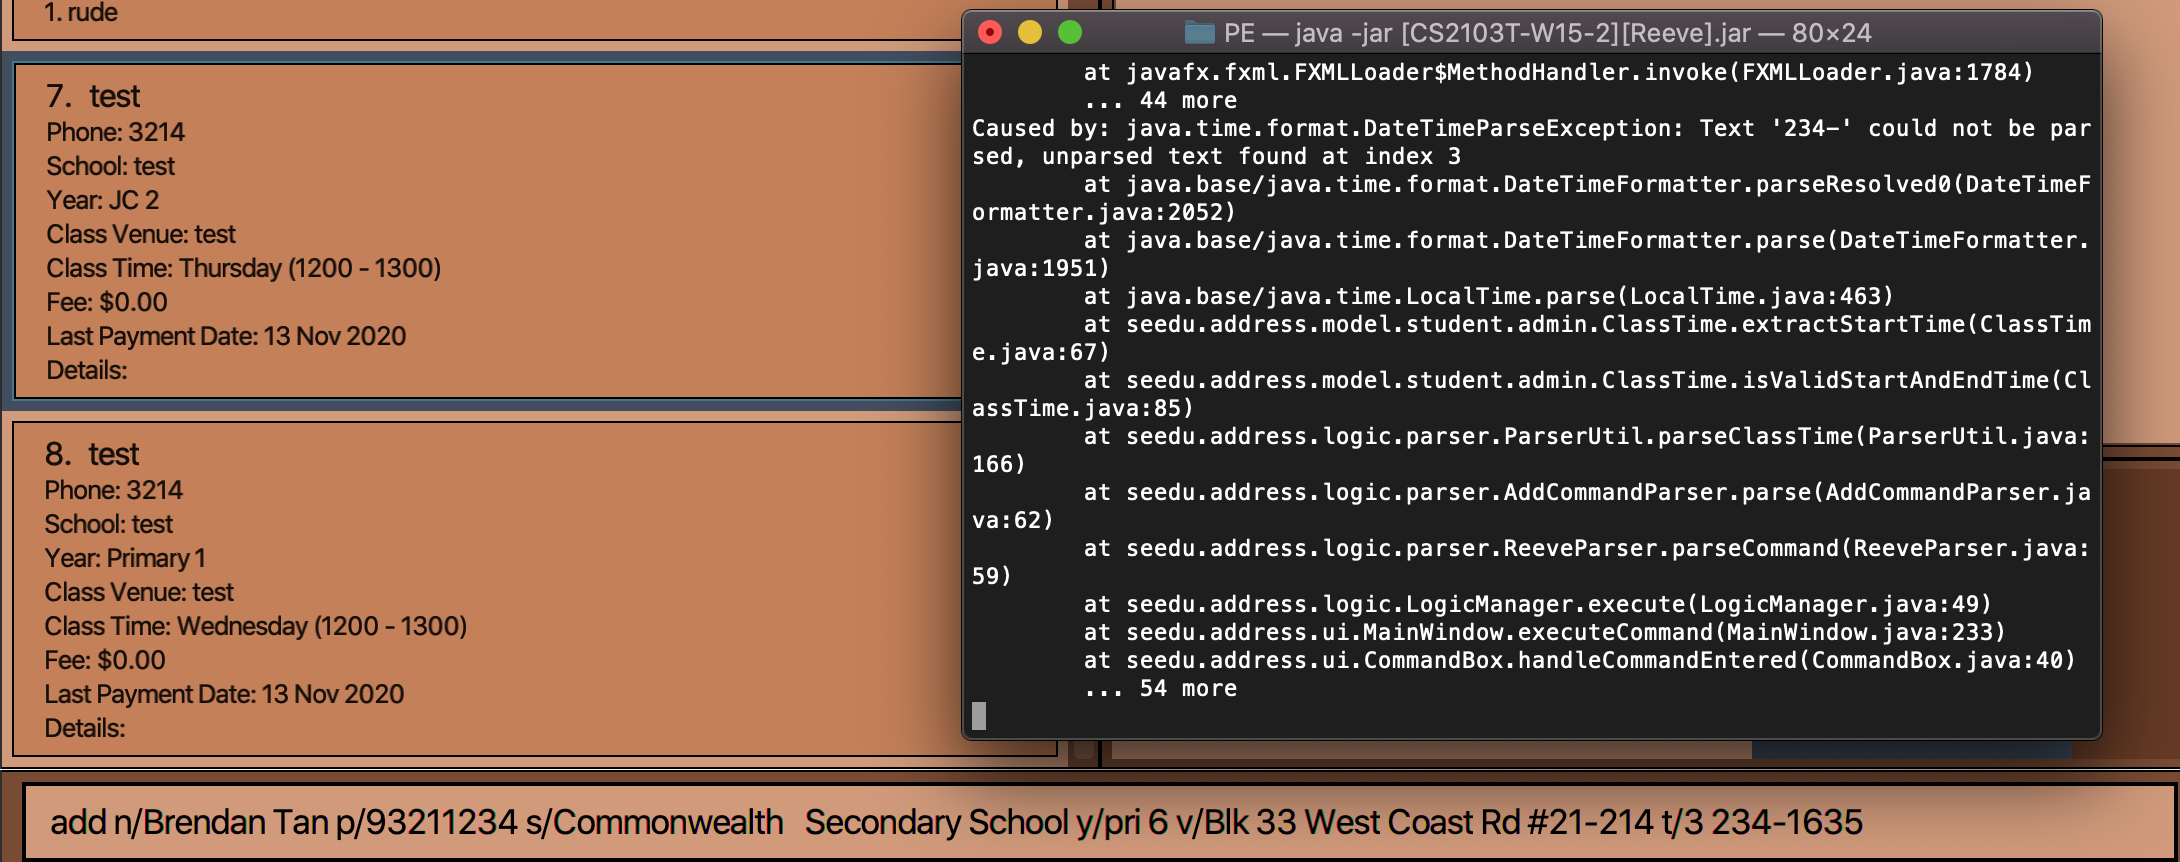 1. rude
7. test
Phone: 3214
School: test
Year: JC 2
Class Venue: test
Class Time: Thursday (1200 - 1300)
Fee: $0.00
Last Payment Date: 13 Nov 2020
Details:
8. test
Phone: 3214
School: test
Year: Primary 1
Class Venue: test
Class Time: Wednesday (1200 - 1300)
Fee: $0.00
Last Payment Date: 13 Nov 2020
Details:
PE — java -jar [CS2103T-W15-2][Reeve].jar — 80×24
at javafx.fxml.FXMLLoader$MethodHandler.invoke(FXMLLoader.java:1784)
... 44 more
Caused by: java.time.format.DateTimeParseException: Text '234-' could not be par
sed, unparsed text found at index 3
at java.base/java.time.format.DateTimeFormatter.parseResolved0(DateTimeF
ormatter.java:2052)
at java.base/java.time.format.DateTimeFormatter.parse(DateTimeFormatter.
java:1951)
at java.base/java.time.LocalTime.parse(LocalTime.java:463)
at seedu.address.model.student.admin.ClassTime.extractStartTime(ClassTim
e.java:67)
at seedu.address.model.student.admin.ClassTime.isValidStartAndEndTime(Cl
assTime.java:85)
at seedu.address.logic.parser.ParserUtil.parseClassTime(ParserUtil.java:
166)
at seedu.address.logic.parser.AddCommandParser.parse(AddCommandParser.ja
va:62)
at seedu.address.logic.parser.ReeveParser.parseCommand(ReeveParser.java:
59)
at seedu.address.logic.LogicManager.execute(LogicManager.java:49)
at seedu.address.ui.MainWindow.executeCommand(MainWindow.java:233)
at seedu.address.ui.CommandBox.handleCommandEntered(CommandBox.java:40)
... 54 more
add n/Brendan Tan p/93211234 s/Commonwealth   Secondary School y/pri 6 v/Blk 33 West Coast Rd #21-214 t/3 234-1635